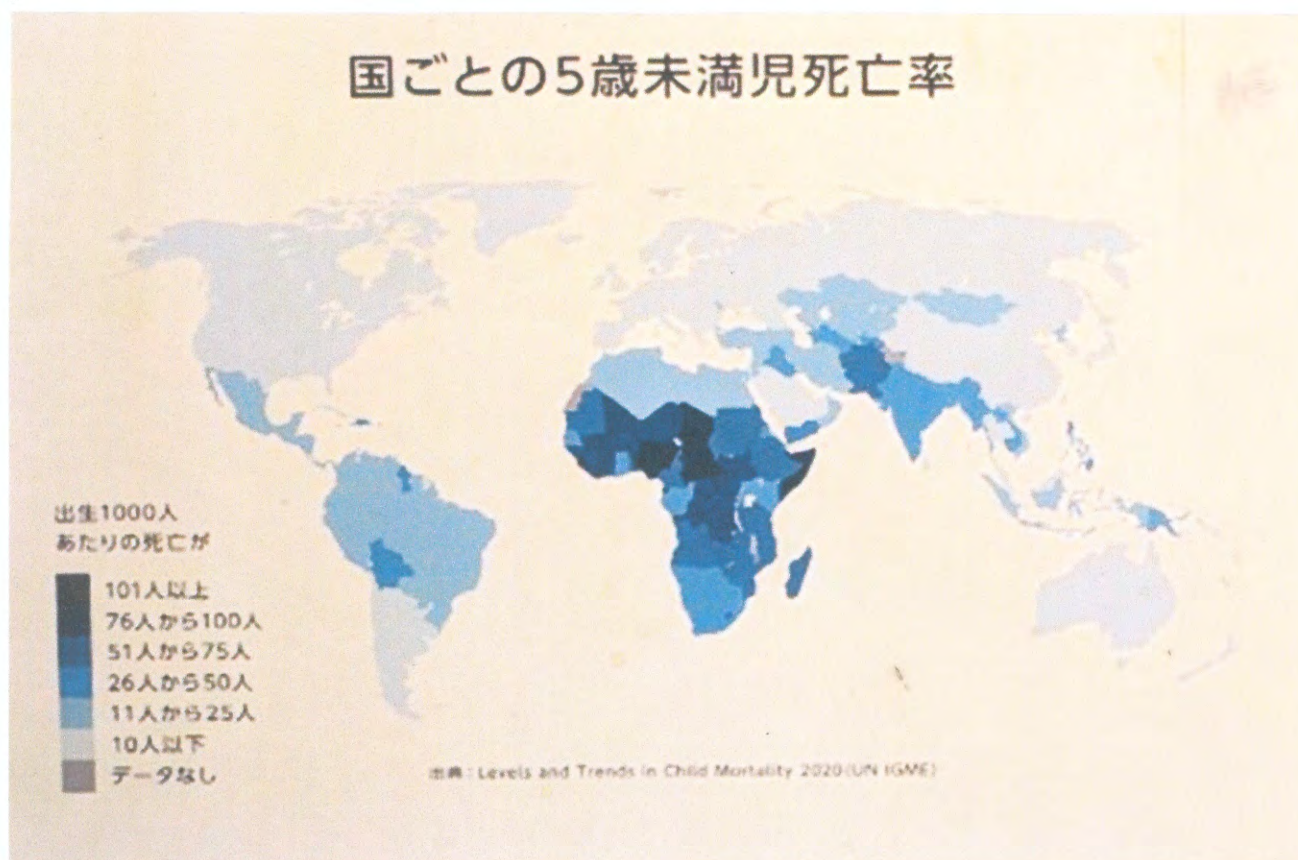 国ごとの5歳未満児死亡率
出生1000人
あたりの死亡が
101人以上
76人から100人
51人から75人
26人から50人
11人から25人
10人以下
データなし
出典：Levels and Trends in Child Mortality 2020(UN IGME)